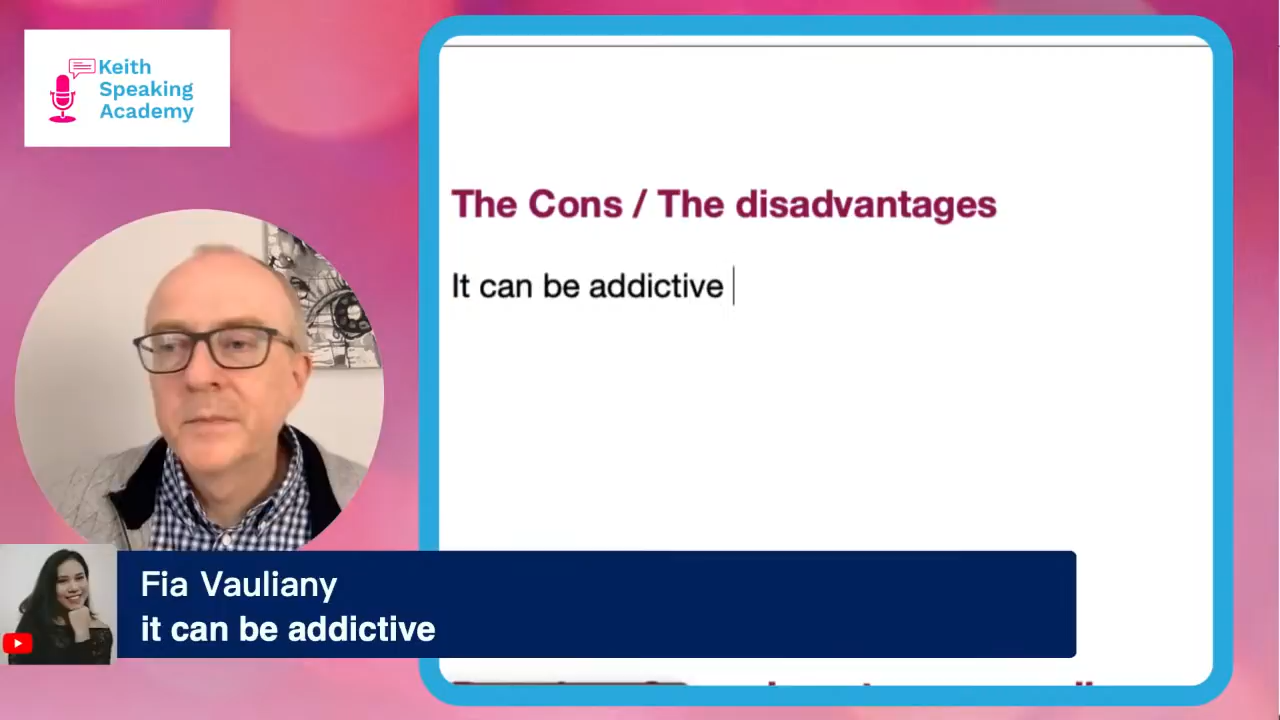 Keith
Speaking
Academy
The Cons / The disadvantages
It can be addictive
Fia Vauliany
it can be addictive